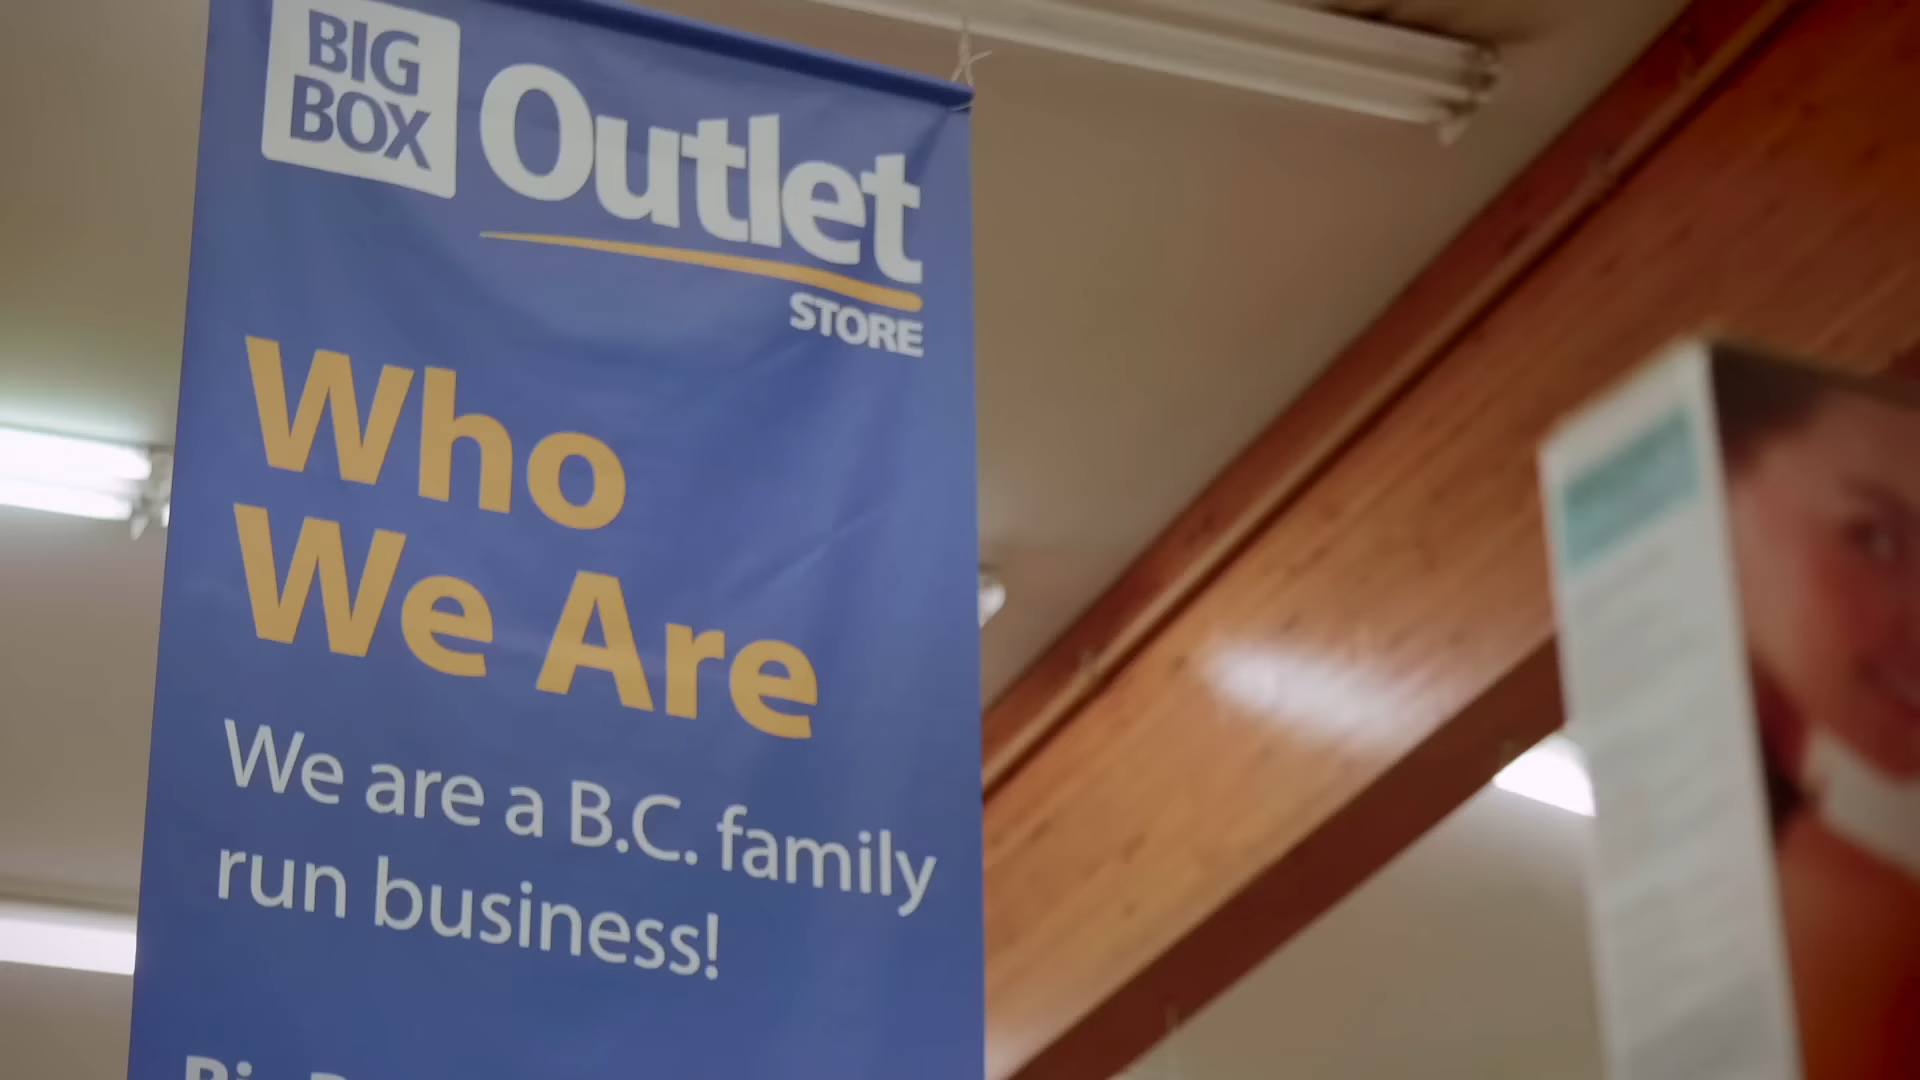 BIG
BOX
Outlet
STORE
Who
We Are
We are a B.C. family
run business!